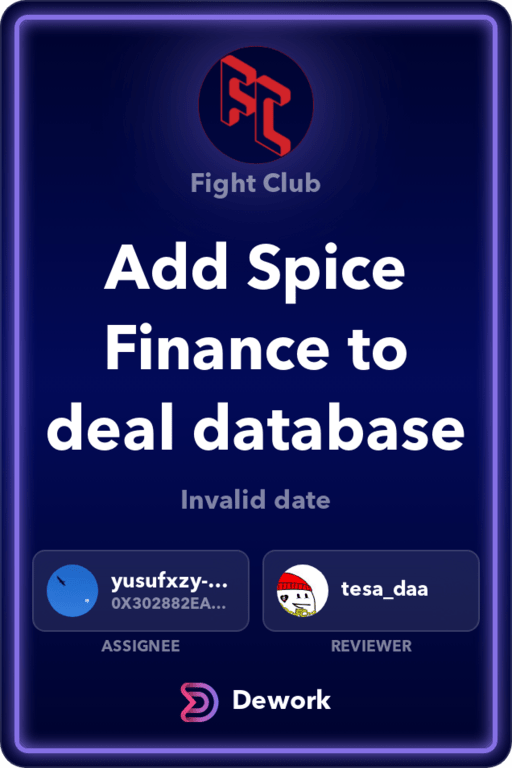 Fight Club
Add Spice
Finance to
deal database
Invalid date
yusufxzy-...
0X302882EA...
tesa_daa
ASSIGNEE
REVIEWER
Dework